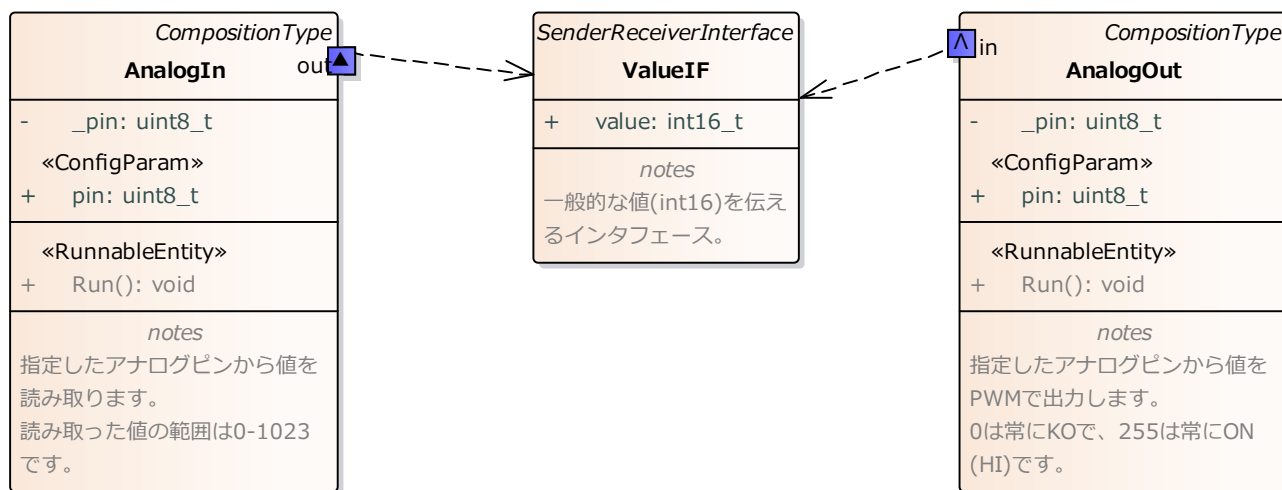 CompositionType
AnalogIn
out
- _pin: uint8_t
«ConfigParam»
+ pin: uint8_t
«RunnableEntity»
+ Run(): void
notes
指定したアナログピンから値を
読み取ります。
読み取った値の範囲は0-1023
です。
SenderReceiverInterface
ValueIF
+ value: int16_t
notes
一般的な値(int16)を伝え
るインタフェース。
CompositionType
in
AnalogOut
- _pin: uint8_t
«ConfigParam»
+ pin: uint8_t
«RunnableEntity»
+ Run(): void
notes
指定したアナログピンから値を
PWMで出力します。
0は常にKOで、255は常にON
(HI)です。